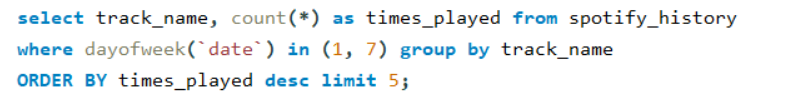 select track_name, count(*) as times_played from spotify_history
where dayofweek(`date`) in (1, 7) group by track_name
ORDER BY times_played desc limit 5;